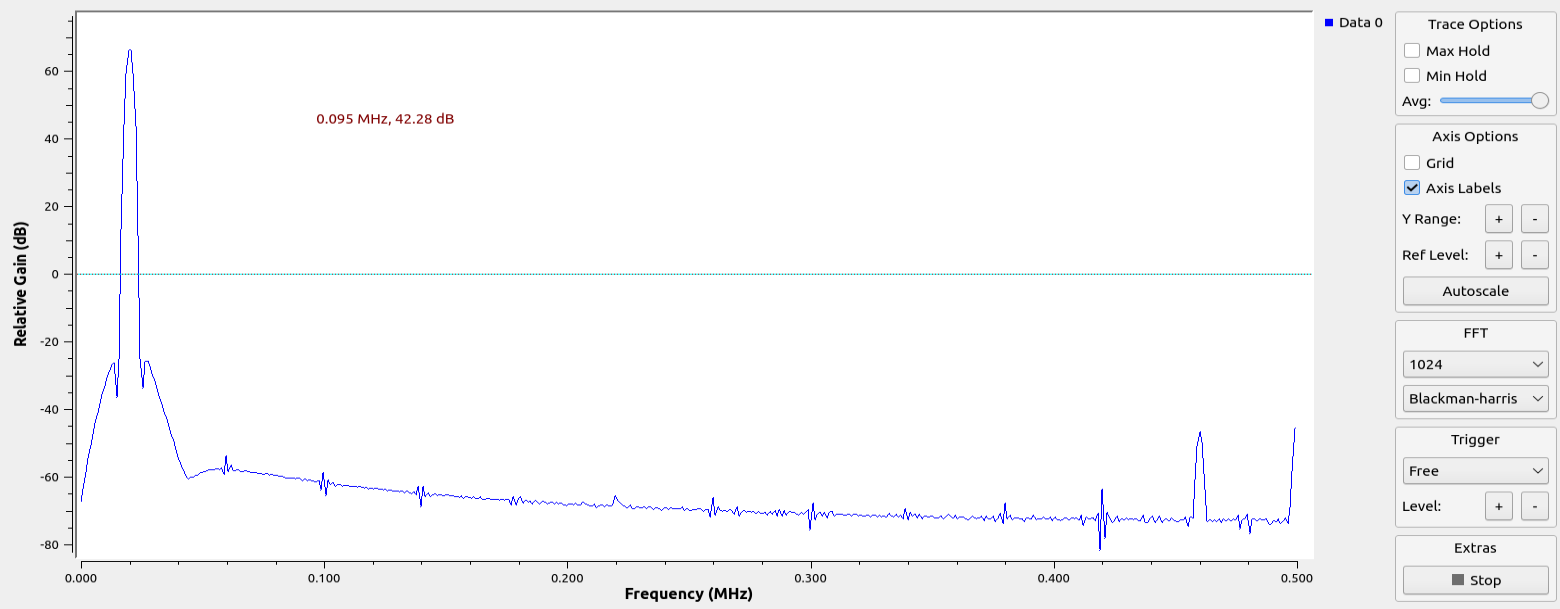 Data 0
60
40
20
0
-20
-40
-60
-80
Relative Gain (dB)
0.095 MHz, 42.28 dB
0.000
0.100
0.200
0.300
0.400
0.500
Frequency (MHz)
Trace Options
Max Hold
Min Hold
Avg:
Axis Options
Grid
Axis Labels
Y Range: + -
Ref Level: + -
Autoscale
FFT
1024
Blackman-harris
Trigger
Free
Level: + -
Extras
Stop